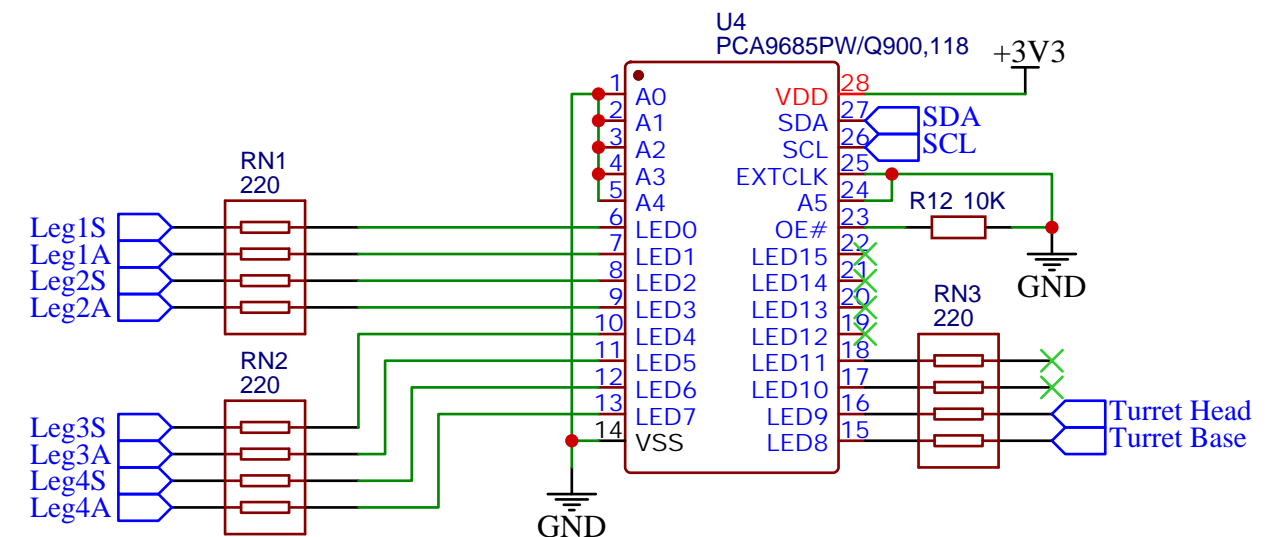 U4
PCA9685PW/Q900,118
+3V3
1 A0
2 A1
3 A2
4 A3
5 A4
6 LED0
7 LED1
8 LED2
9 LED3
10 LED4
11 LED5
12 LED6
13 LED7
14 VSS
VDD 28
SDA 27
SCL 26
EXTCLK 25
A5 24
OE# 23
LED15 22
LED14 21
LED13 20
LED12 19
LED11 18
LED10 17
LED9 16
LED8 15
SDA
SCL
R12 10K
GND
RN1
220
Leg1S
Leg1A
Leg2S
Leg2A
RN2
220
Leg3S
Leg3A
Leg4S
Leg4A
RN3
220
Turret Head
Turret Base
GND